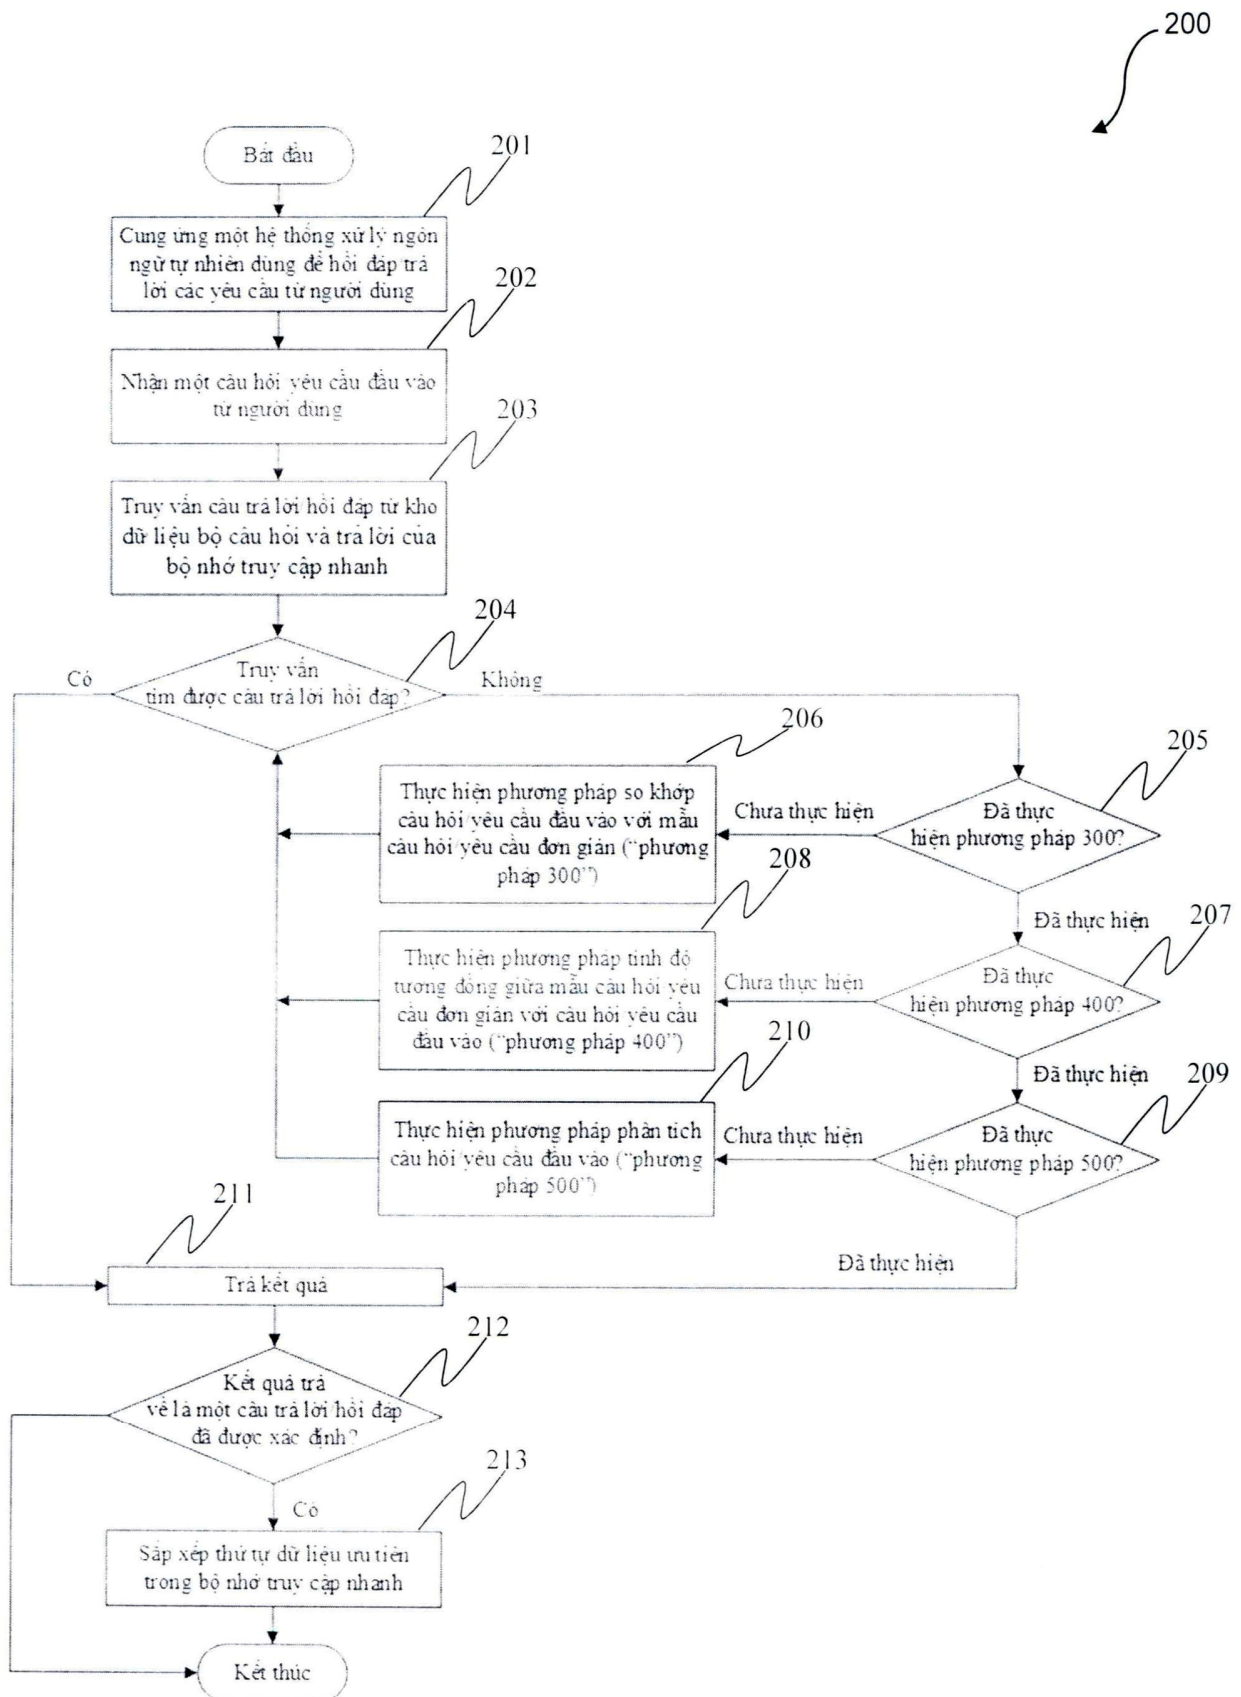 200
Bắt đầu
201
Cung ứng một hệ thống xử lý ngôn
ngữ tự nhiên dùng để hồi đáp trả
lời các yêu cầu từ người dùng
202
Nhận một câu hỏi yêu cầu đầu vào
từ người dùng
203
Truy vấn câu trả lời/hồi đáp từ kho
dữ liệu bộ câu hỏi và trả lời của
bộ nhớ truy cập nhanh
204
Truy vấn
tìm được câu trả lời hồi đáp?
Có
Không
205
Đã thực
hiện phương pháp 300?
Chưa thực hiện
206
Thực hiện phương pháp so khớp
câu hỏi/yêu cầu đầu vào với mẫu
câu hỏi/yêu cầu đơn giản (“phương
pháp 300”)
Đã thực hiện
207
Đã thực
hiện phương pháp 400?
Chưa thực hiện
208
Thực hiện phương pháp tính độ
tương đồng giữa mẫu câu hỏi yêu
cầu đơn giản với câu hỏi yêu cầu
đầu vào (“phương pháp 400”)
Đã thực hiện
209
Đã thực
hiện phương pháp 500?
Chưa thực hiện
210
Thực hiện phương pháp phân tích
câu hỏi/yêu cầu đầu vào (“phương
pháp 500”)
Đã thực hiện
211
Trả kết quả
212
Kết quả trả
về là một câu trả lời/hồi đáp
đã được xác định?
Có
213
Sắp xếp thứ tự dữ liệu ưu tiên
trong bộ nhớ truy cập nhanh
Kết thúc